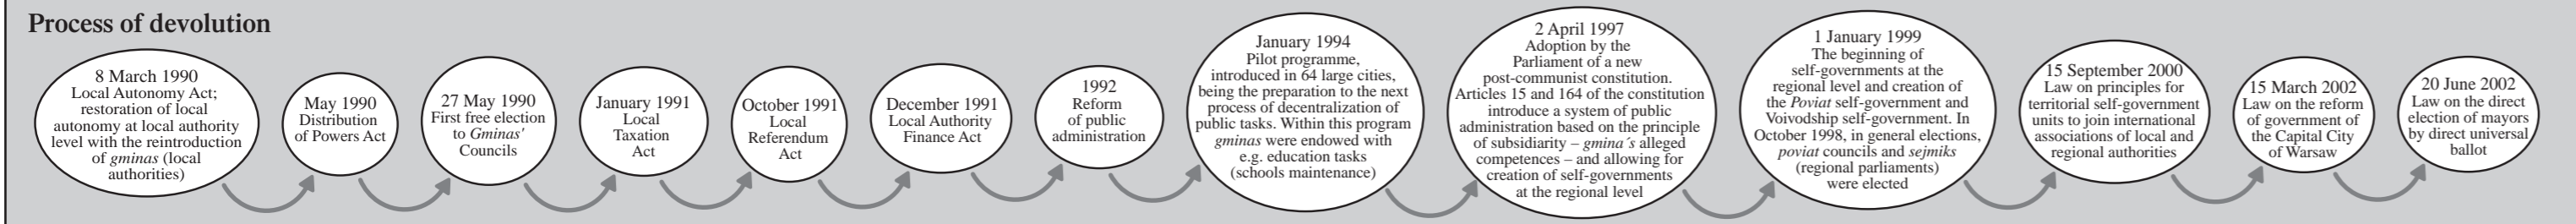 Process of devolution
8 March 1990
Local Autonomy Act;
restoration of local
autonomy at local authority
level with the reintroduction
of gminas (local
authorities)
May 1990
Distribution
of Powers Act
27 May 1990
First free election
to Gminas'
Councils
January 1991
Local
Taxation
Act
October 1991
Local
Referendum
Act
December 1991
Local Authority
Finance Act
1992
Reform
of public
administration
January 1994
Pilot programme,
introduced in 64 large cities,
being the preparation to the next
process of decentralization of
public tasks. Within this program
gminas were endowed with
e.g. education tasks
(schools maintenance)
2 April 1997
Adoption by the
Parliament of a new
post-communist constitution.
Articles 15 and 164 of the constitution
introduce a system of public
administration based on the principle
of subsidiarity – gmina´s alleged
competences – and allowing for
creation of self-governments
at the regional level
1 January 1999
The beginning of
self-governments at the
regional level and creation of
the Poviat self-government and
Voivodship self-government. In
October 1998, in general elections,
poviat councils and sejmiks
(regional parliaments)
were elected
15 September 2000
Law on principles for
territorial self-government
units to join international
associations of local and
regional authorities
15 March 2002
Law on the reform
of government of
the Capital City
of Warsaw
20 June 2002
Law on the direct
election of mayors
by direct universal
ballot